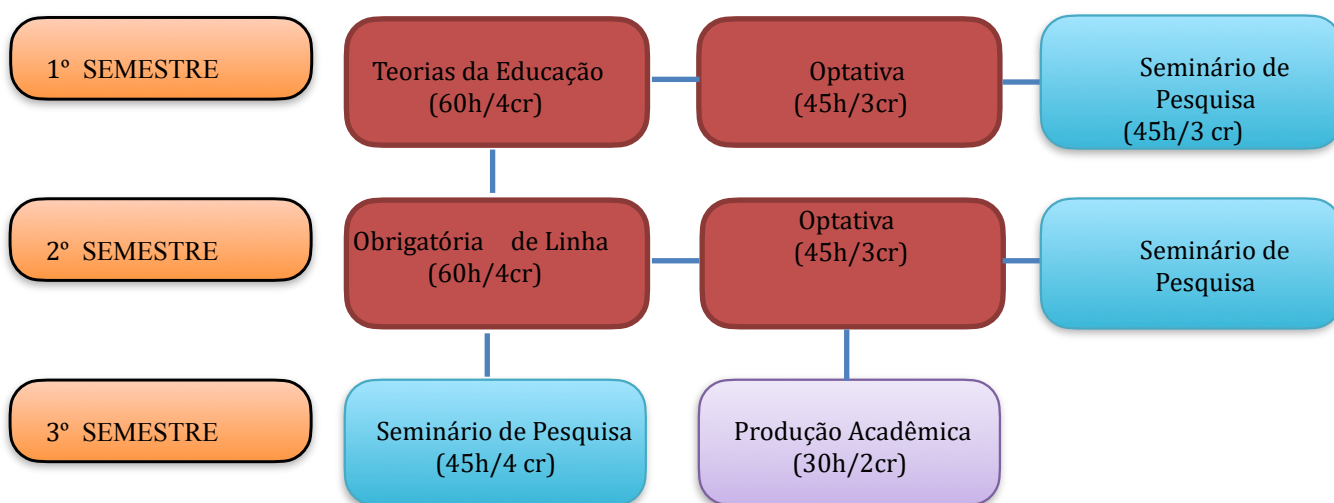 1º SEMESTRE
Teorias da Educação
(60h/4cr)
Optativa
(45h/3cr)
Seminário de
Pesquisa
(45h/3 cr)
2º SEMESTRE
Obrigatória de Linha
(60h/4cr)
Optativa
(45h/3cr)
Seminário de
Pesquisa
3º SEMESTRE
Seminário de Pesquisa
(45h/4 cr)
Produção Acadêmica
(30h/2cr)